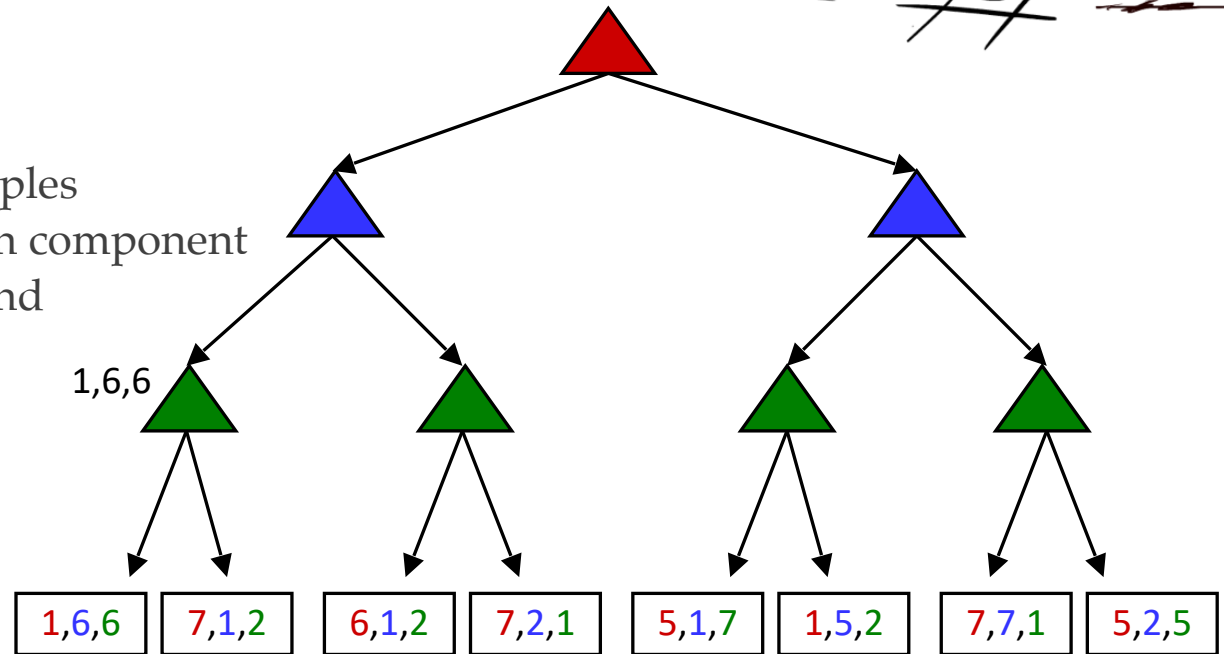 ples
component
nd
1,6,6
1,6,6 7,1,2 6,1,2 7,2,1 5,1,7 1,5,2 7,7,1 5,2,5